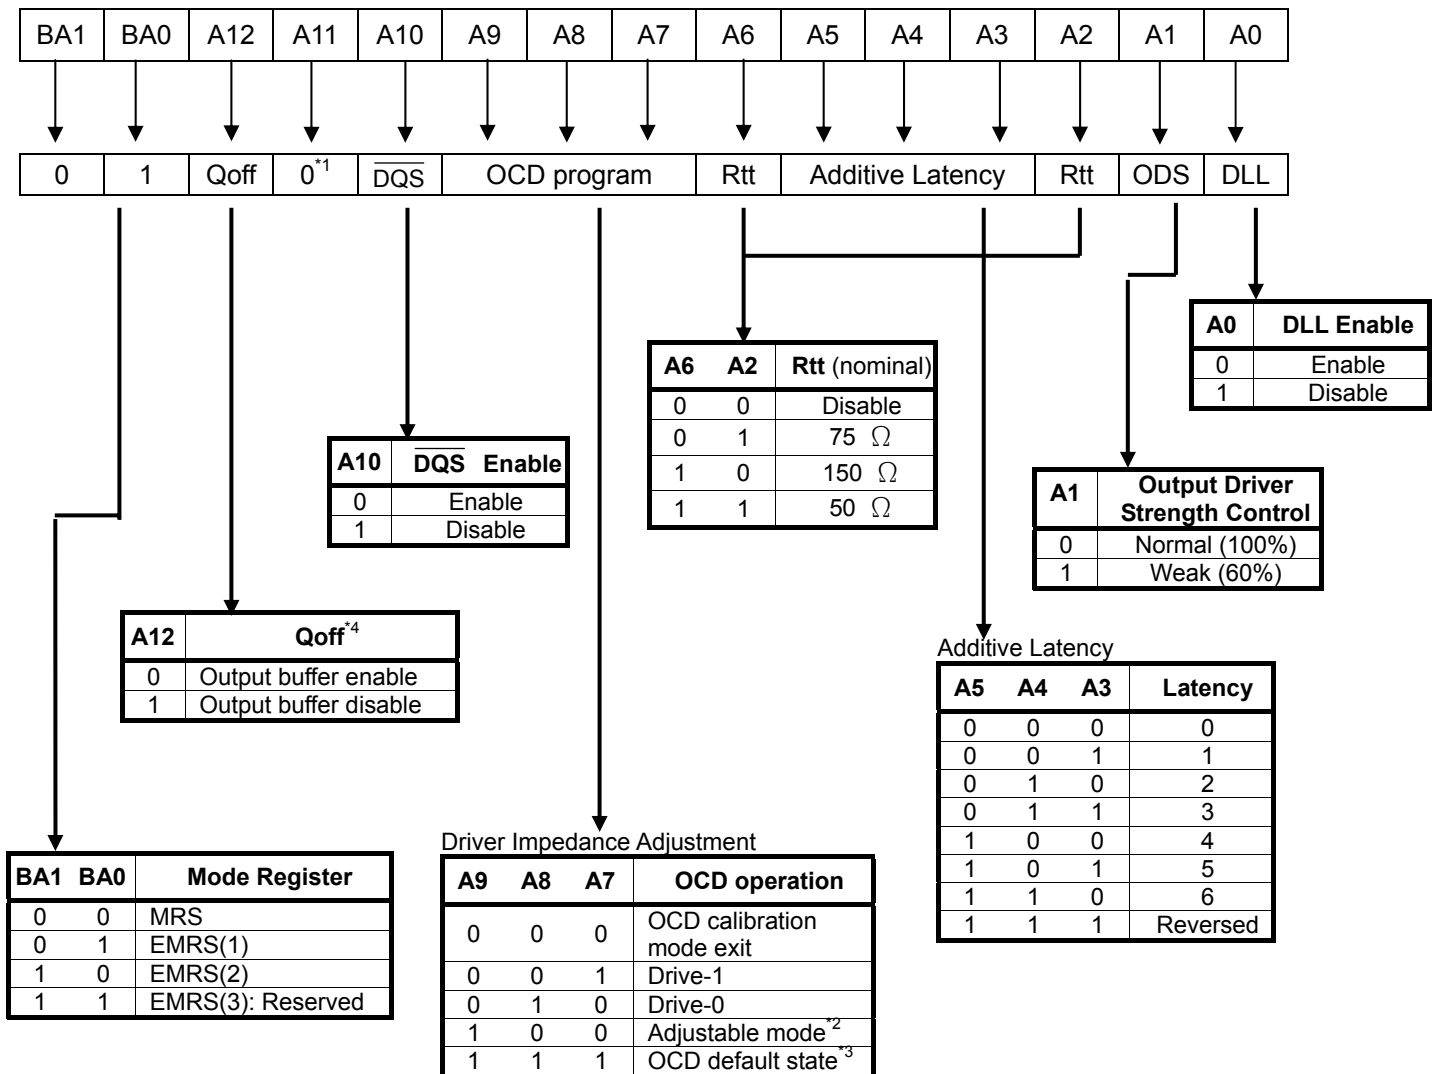 BA1 BA0 A12 A11 A10 A9 A8 A7 A6 A5 A4 A3 A2 A1 A0
0 1 Qoff 0*1 DQS OCD program Rtt Additive Latency Rtt ODS DLL
A0 DLL Enable
0 Enable
1 Disable
A6 A2 Rtt (nominal)
0 0 Disable
0 1 75 Ω
1 0 150 Ω
1 1 50 Ω
A10 DQS Enable
0 Enable
1 Disable
A1 Output Driver
Strength Control
0 Normal (100%)
1 Weak (60%)
A12 Qoff*4
0 Output buffer enable
1 Output buffer disable
Additive Latency
A5 A4 A3 Latency
0 0 0 0
0 0 1 1
0 1 0 2
0 1 1 3
1 0 0 4
1 0 1 5
1 1 0 6
1 1 1 Reversed
BA1 BA0 Mode Register
0 0 MRS
0 1 EMRS(1)
1 0 EMRS(2)
1 1 EMRS(3): Reserved
Driver Impedance Adjustment
A9 A8 A7 OCD operation
0 0 0 OCD calibration
mode exit
0 0 1 Drive-1
0 1 0 Drive-0
1 0 0 Adjustable mode*2
1 1 1 OCD default state*3